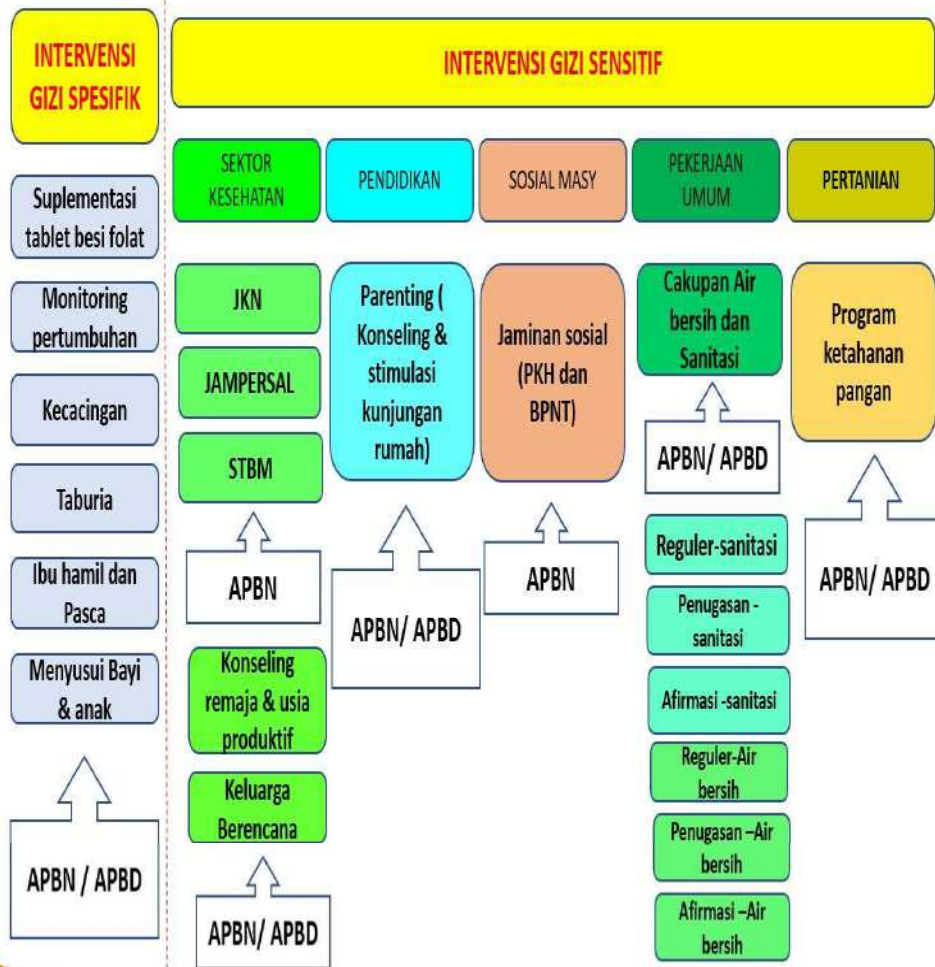 INTERVENSI
GIZI SPESIFIK
Suplementasi
tablet besi folat
Monitoring
pertumbuhan
Kecacingan
Taburia
Ibu hamil dan
Pasca
Menyusui Bayi
& anak
APBN / APBD
INTERVENSI GIZI SENSITIF
SEKTOR
KESEHATAN
JKN
JAMPERSAL
STBM
APBN
Konseling
remaja & usia
produktif
Keluarga
Berencana
APBN/ APBD
PENDIDIKAN
Parenting (
Konseling &
stimulasi
kunjungan
rumah)
APBN/ APBD
SOSIAL MASY
Jaminan sosial
(PKH dan
BPNT)
APBN
PEKERJAAN
UMUM
Cakupan Air
bersih dan
Sanitasi
APBN/ APBD
Reguler-sanitasi
Penugasan -
sanitasi
Afirmasi -sanitasi
Reguler-Air
bersih
Penugasan –Air
bersih
Afirmasi –Air
bersih
PERTANIAN
Program
ketahanan
pangan
APBN/ APBD